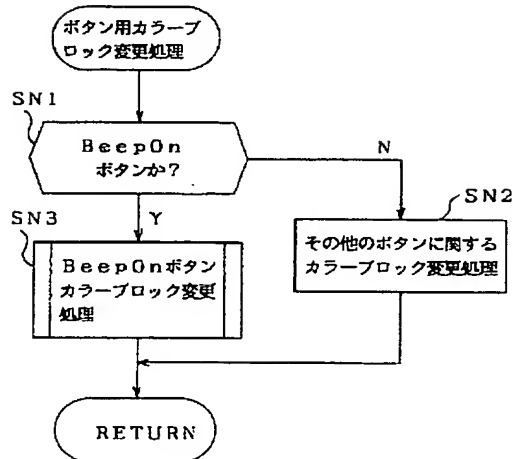 ボタン用カラーブ
ロック変更処理
SN1
BeepOn
ボタンか？
N
SN2
Y
SN3
その他のボタンに関する
カラーブロック変更処理
BeepOnボタン
カラーブロック変更
処理
RETURN